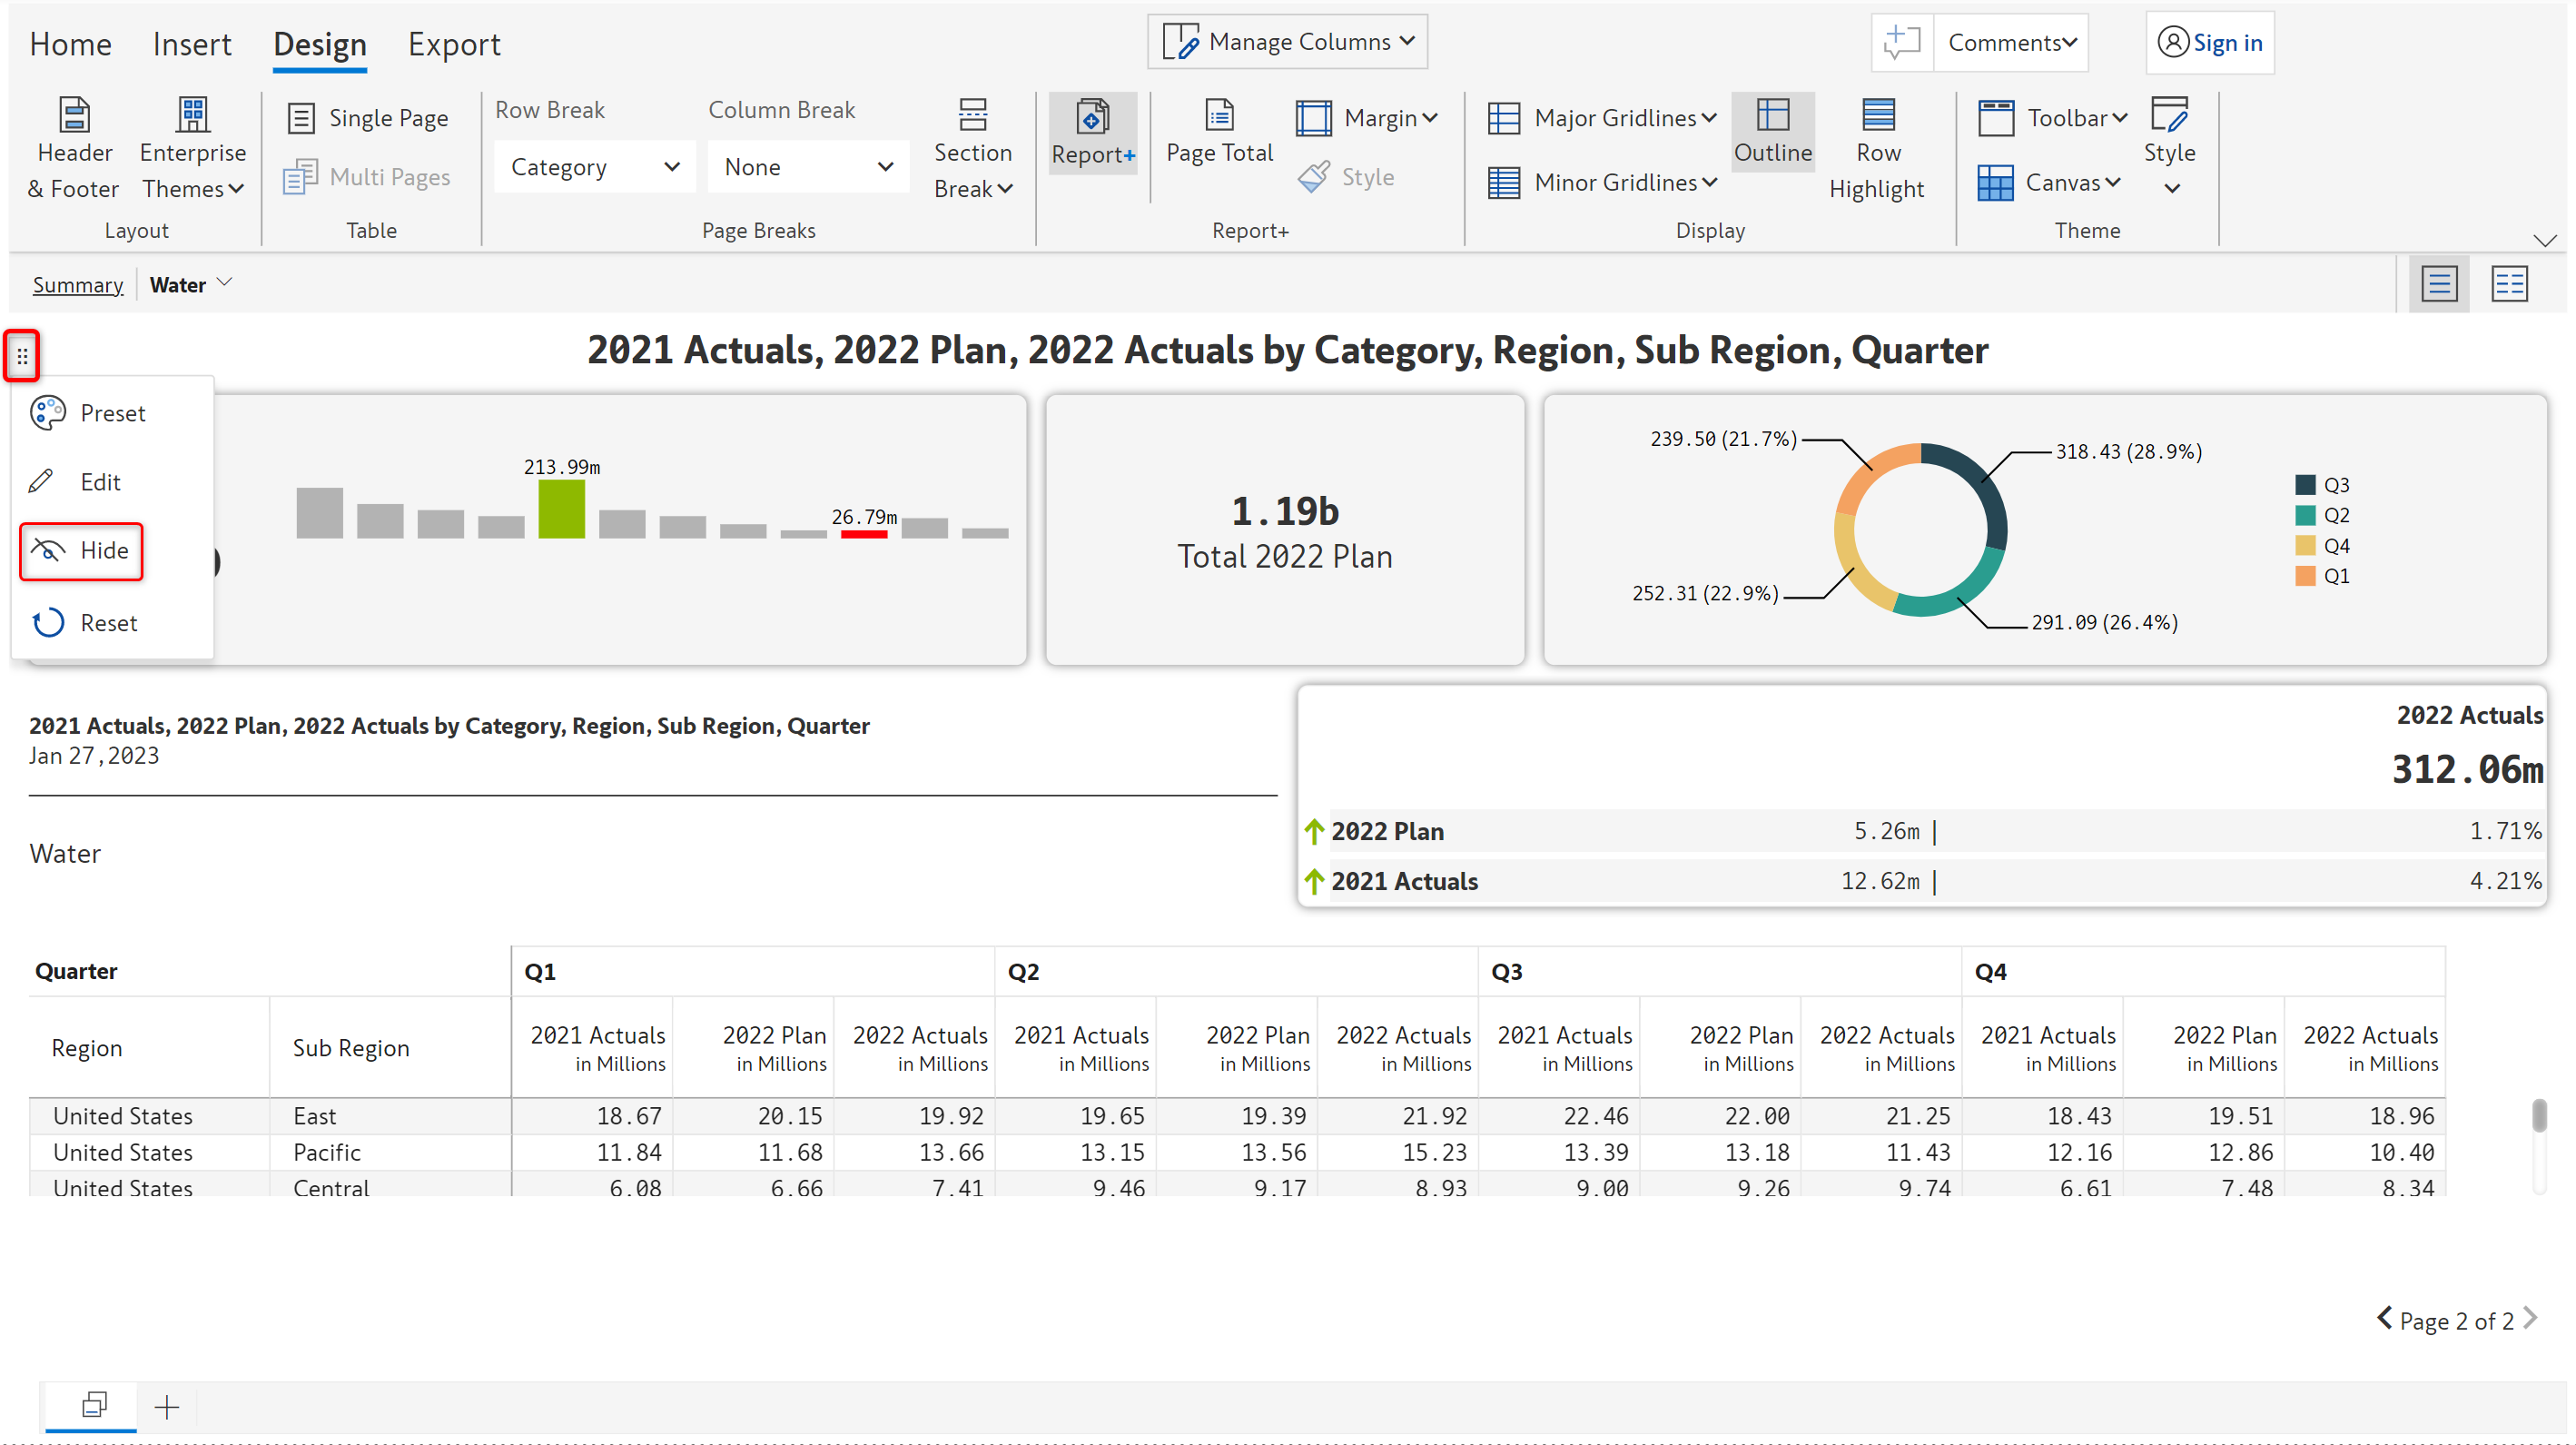 Home Insert Design Export Manage Columns Comments Sign in
Header & Footer
Enterprise Themes
Layout
Single Page
Multi Pages
Table
Row Break Column Break
Category None
Section Break
Page Breaks
Report+
Page Total
Margin
Style
Report+
Major Gridlines
Minor Gridlines
Outline
Row Highlight
Display
Toolbar
Canvas
Style
Theme
Summary Water
2021 Actuals, 2022 Plan, 2022 Actuals by Category, Region, Sub Region, Quarter
Preset
Edit
Hide
Reset
213.99m
26.79m
1.19b
Total 2022 Plan
239.50 (21.7%)
318.43 (28.9%)
252.31 (22.9%)
291.09 (26.4%)
Q3
Q2
Q4
Q1
2021 Actuals, 2022 Plan, 2022 Actuals by Category, Region, Sub Region, Quarter
Jan 27,2023
Water
2022 Actuals
312.06m
2022 Plan 5.26m | 1.71%
2021 Actuals 12.62m | 4.21%
Quarter Q1 Q2 Q3 Q4
Region Sub Region 2021 Actuals 2022 Plan 2022 Actuals 2021 Actuals 2022 Plan 2022 Actuals 2021 Actuals 2022 Plan 2022 Actuals 2021 Actuals 2022 Plan 2022 Actuals
in Millions in Millions in Millions in Millions in Millions in Millions in Millions in Millions in Millions in Millions in Millions in Millions
United States East 18.67 20.15 19.92 19.65 19.39 21.92 22.46 22.00 21.25 18.43 19.51 18.96
United States Pacific 11.84 11.68 13.66 13.15 13.56 15.23 13.39 13.18 11.43 12.16 12.86 10.40
United States Central 6.08 6.66 7.41 9.46 9.17 8.93 9.00 9.26 9.74 6.61 7.48 8.34
Page 2 of 2